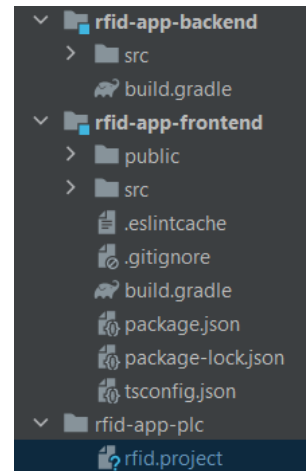 rfid-app-backend
src
build.gradle
rfid-app-frontend
public
src
.eslintcache
.gitignore
build.gradle
package.json
package-lock.json
tsconfig.json
rfid-app-plc
rfid.project